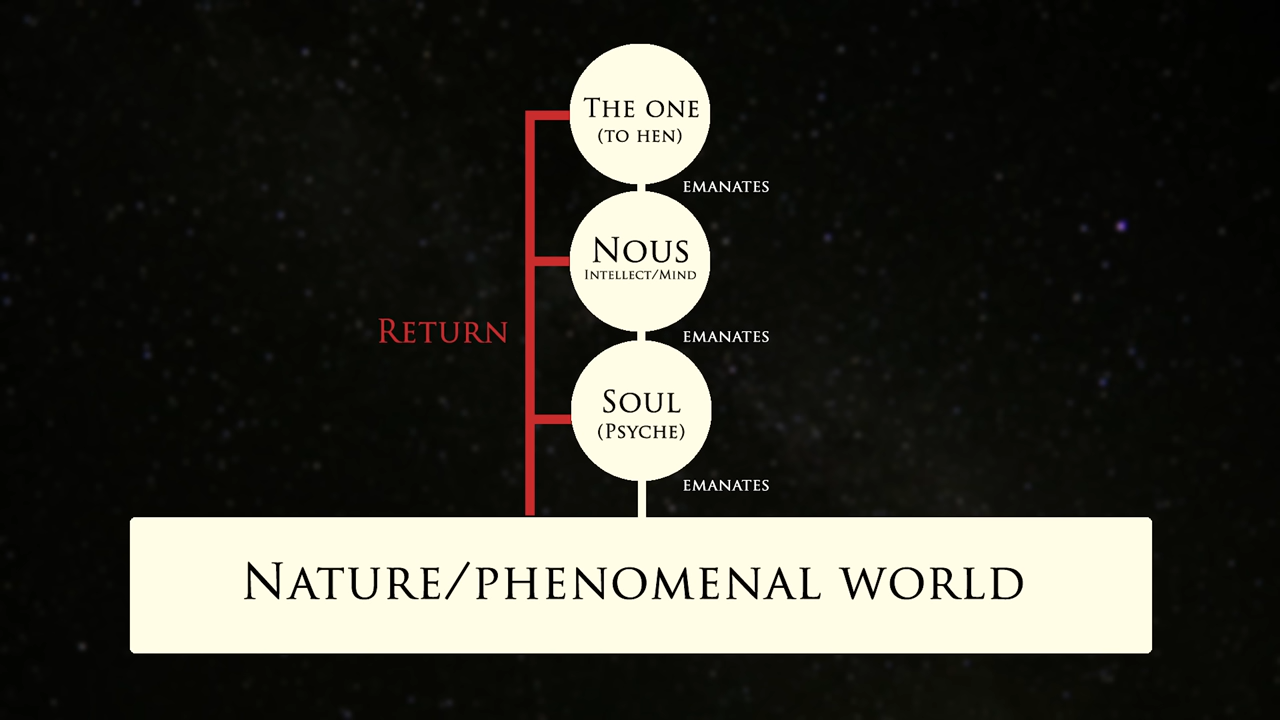 The one
(to hen)
emanates
Nous
Intellect/Mind
Return
emanates
Soul
(Psyche)
emanates
Nature/phenomenal world